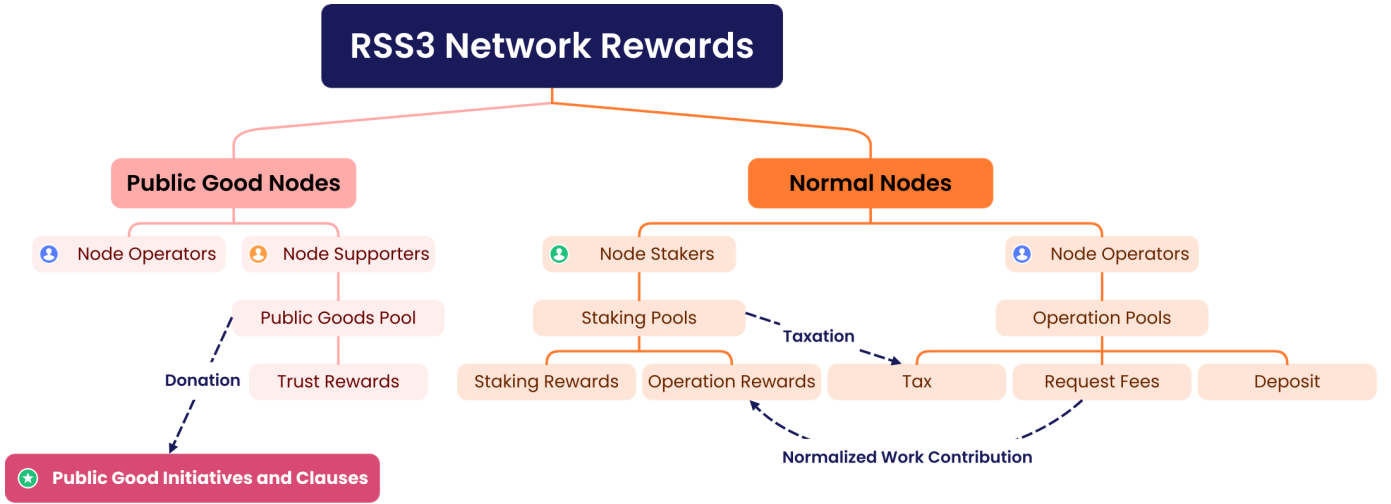 RSS3 Network Rewards
Public Good Nodes
Normal Nodes
Node Operators
Node Supporters
Node Stakers
Node Operators
Public Goods Pool
Staking Pools
Operation Pools
Taxation
Donation
Trust Rewards
Staking Rewards
Operation Rewards
Tax
Request Fees
Deposit
Normalized Work Contribution
Public Good Initiatives and Clauses